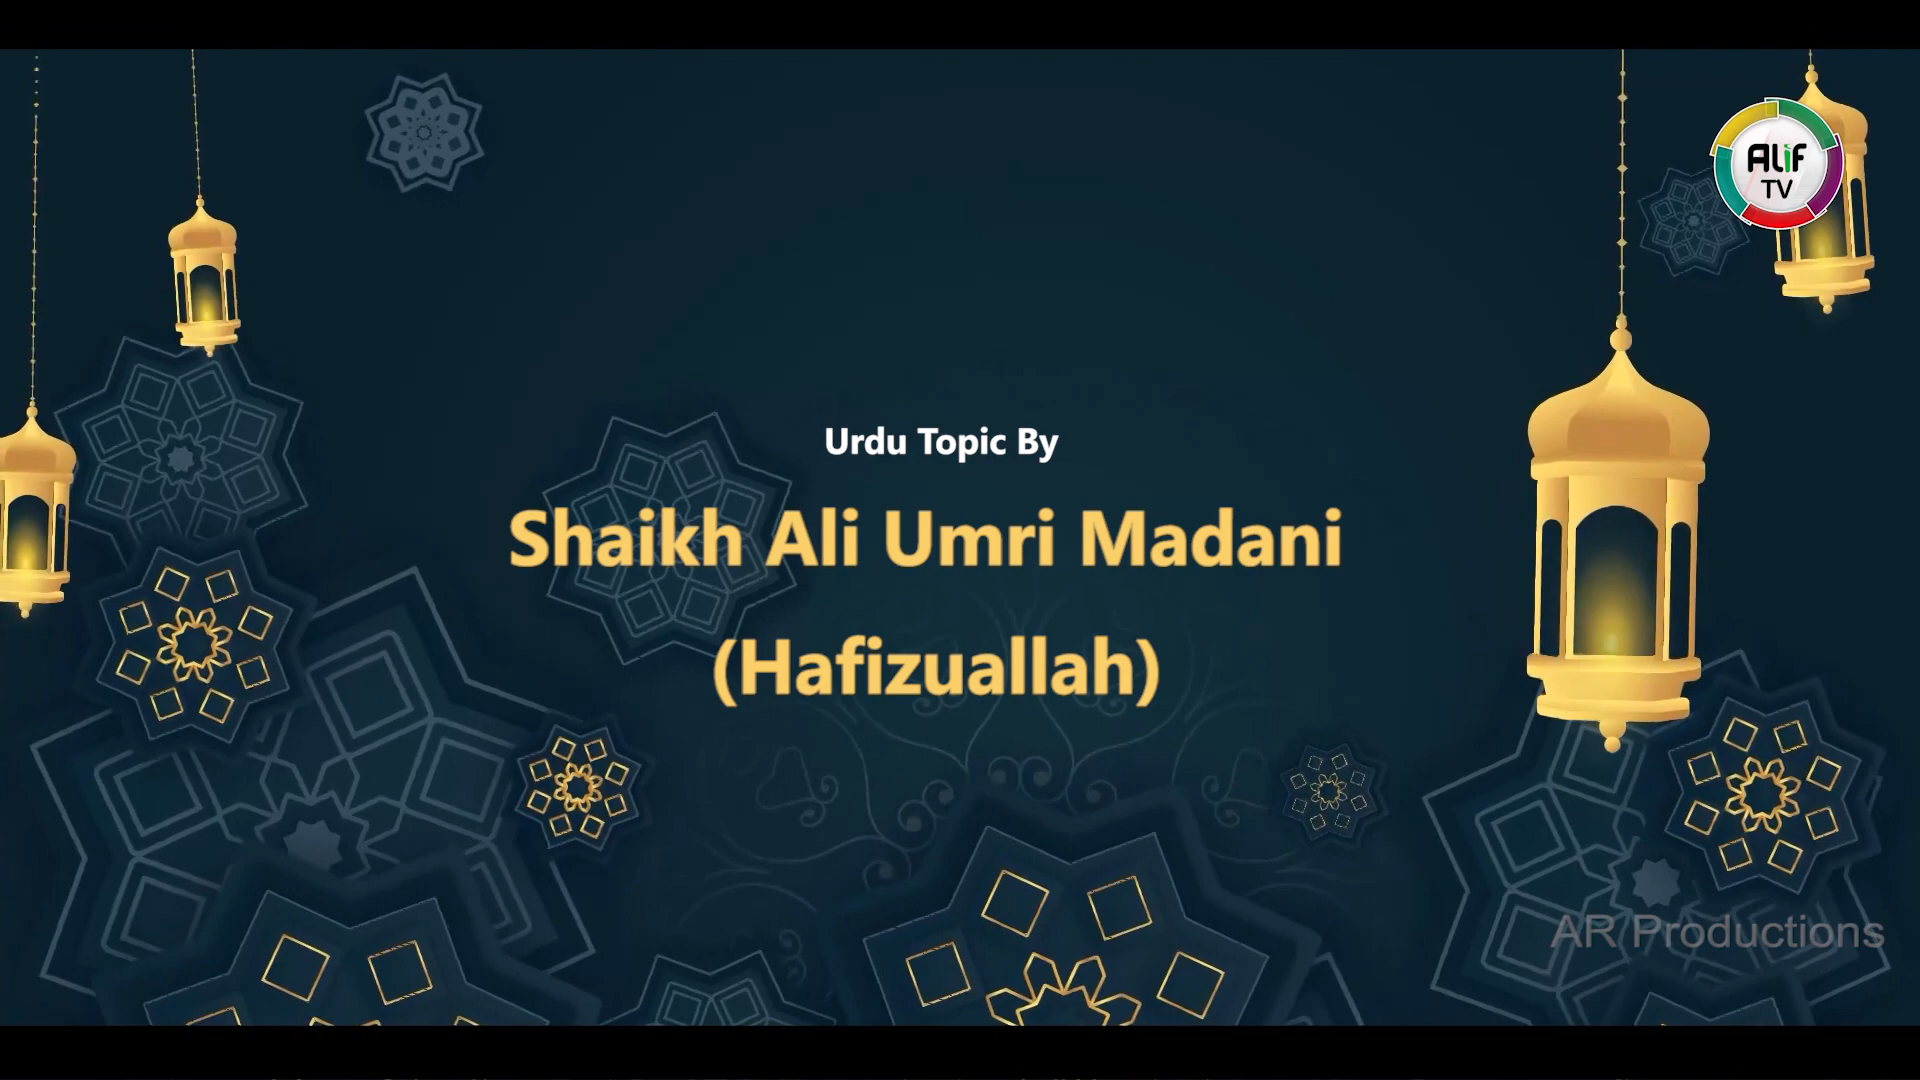 ALiF
TV
Urdu Topic By
Shaikh Ali Umri Madani
(Hafizuallah)
AR Productions